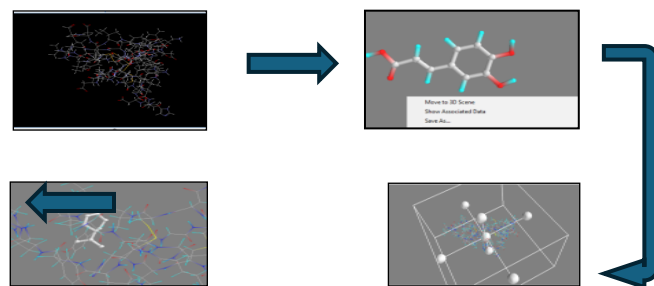 Move to 3D Scene
Show Associated Data
Save As...